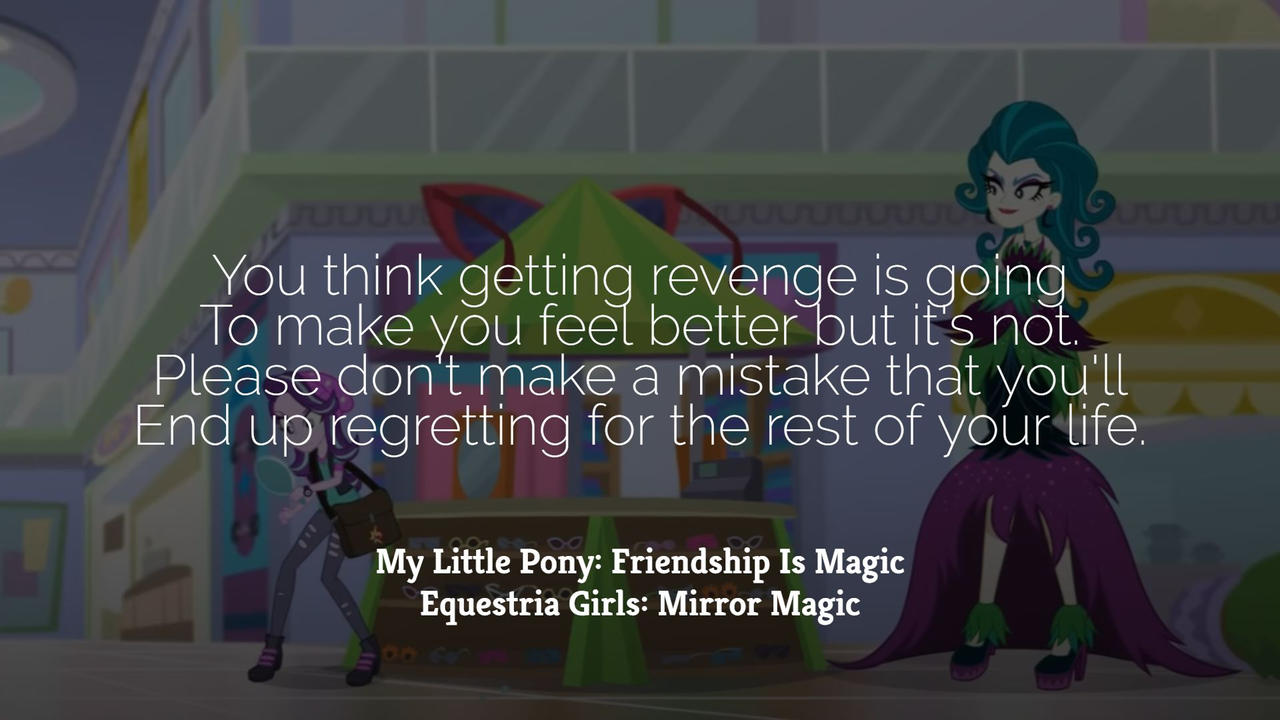 You think getting revenge is going
To make you feel better but it's not.
Please don't make a mistake that you'll
End up regretting for the rest of your life.
My Little Pony: Friendship Is Magic
Equestria Girls: Mirror Magic